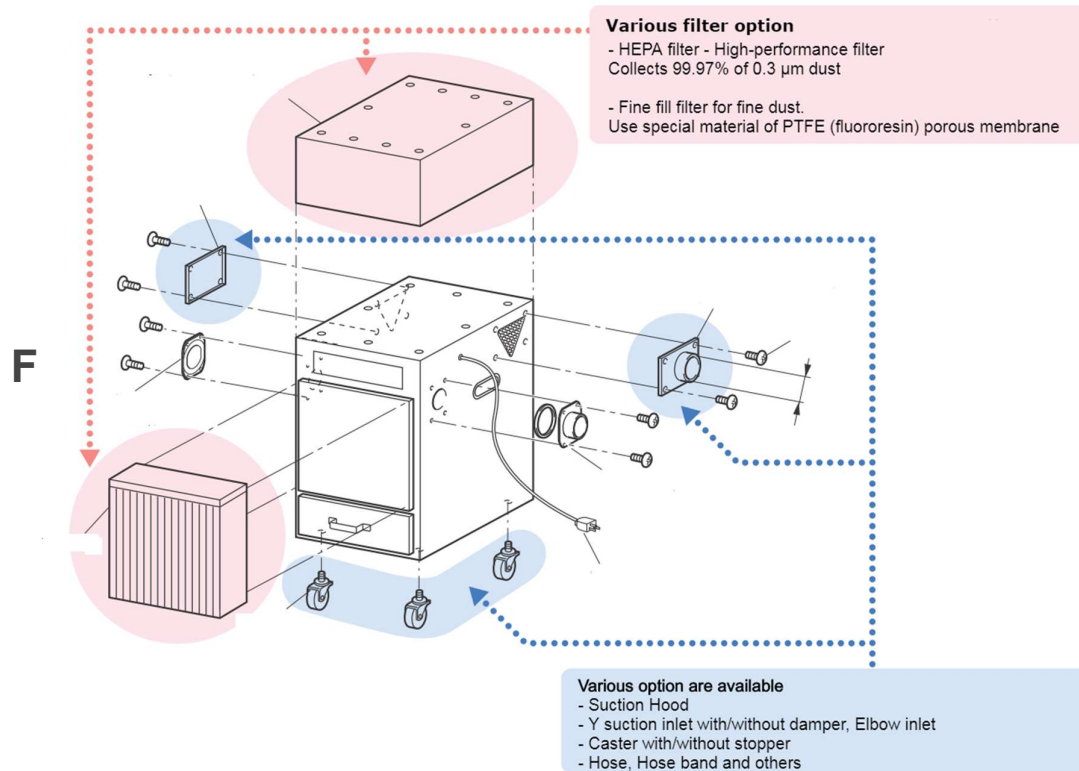 Various filter option
- HEPA filter - High-performance filter
Collects 99.97% of 0.3 μm dust
- Fine fill filter for fine dust.
Use special material of PTFE (fluororesin) porous membrane
F
Various option are available
- Suction Hood
- Y suction inlet with/without damper, Elbow inlet
- Caster with/without stopper
- Hose, Hose band and others